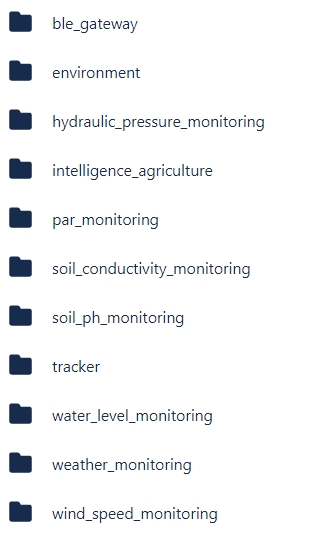 ble_gateway
environment
hydraulic_pressure_monitoring
intelligence_agriculture
par_monitoring
soil_conductivity_monitoring
soil_ph_monitoring
tracker
water_level_monitoring
weather_monitoring
wind_speed_monitoring